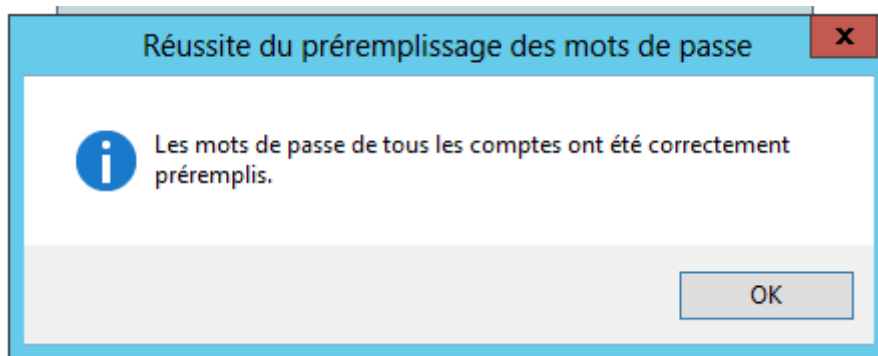 Réussite du préremplissage des mots de passe
Les mots de passe de tous les comptes ont été correctement
préremplis.
OK